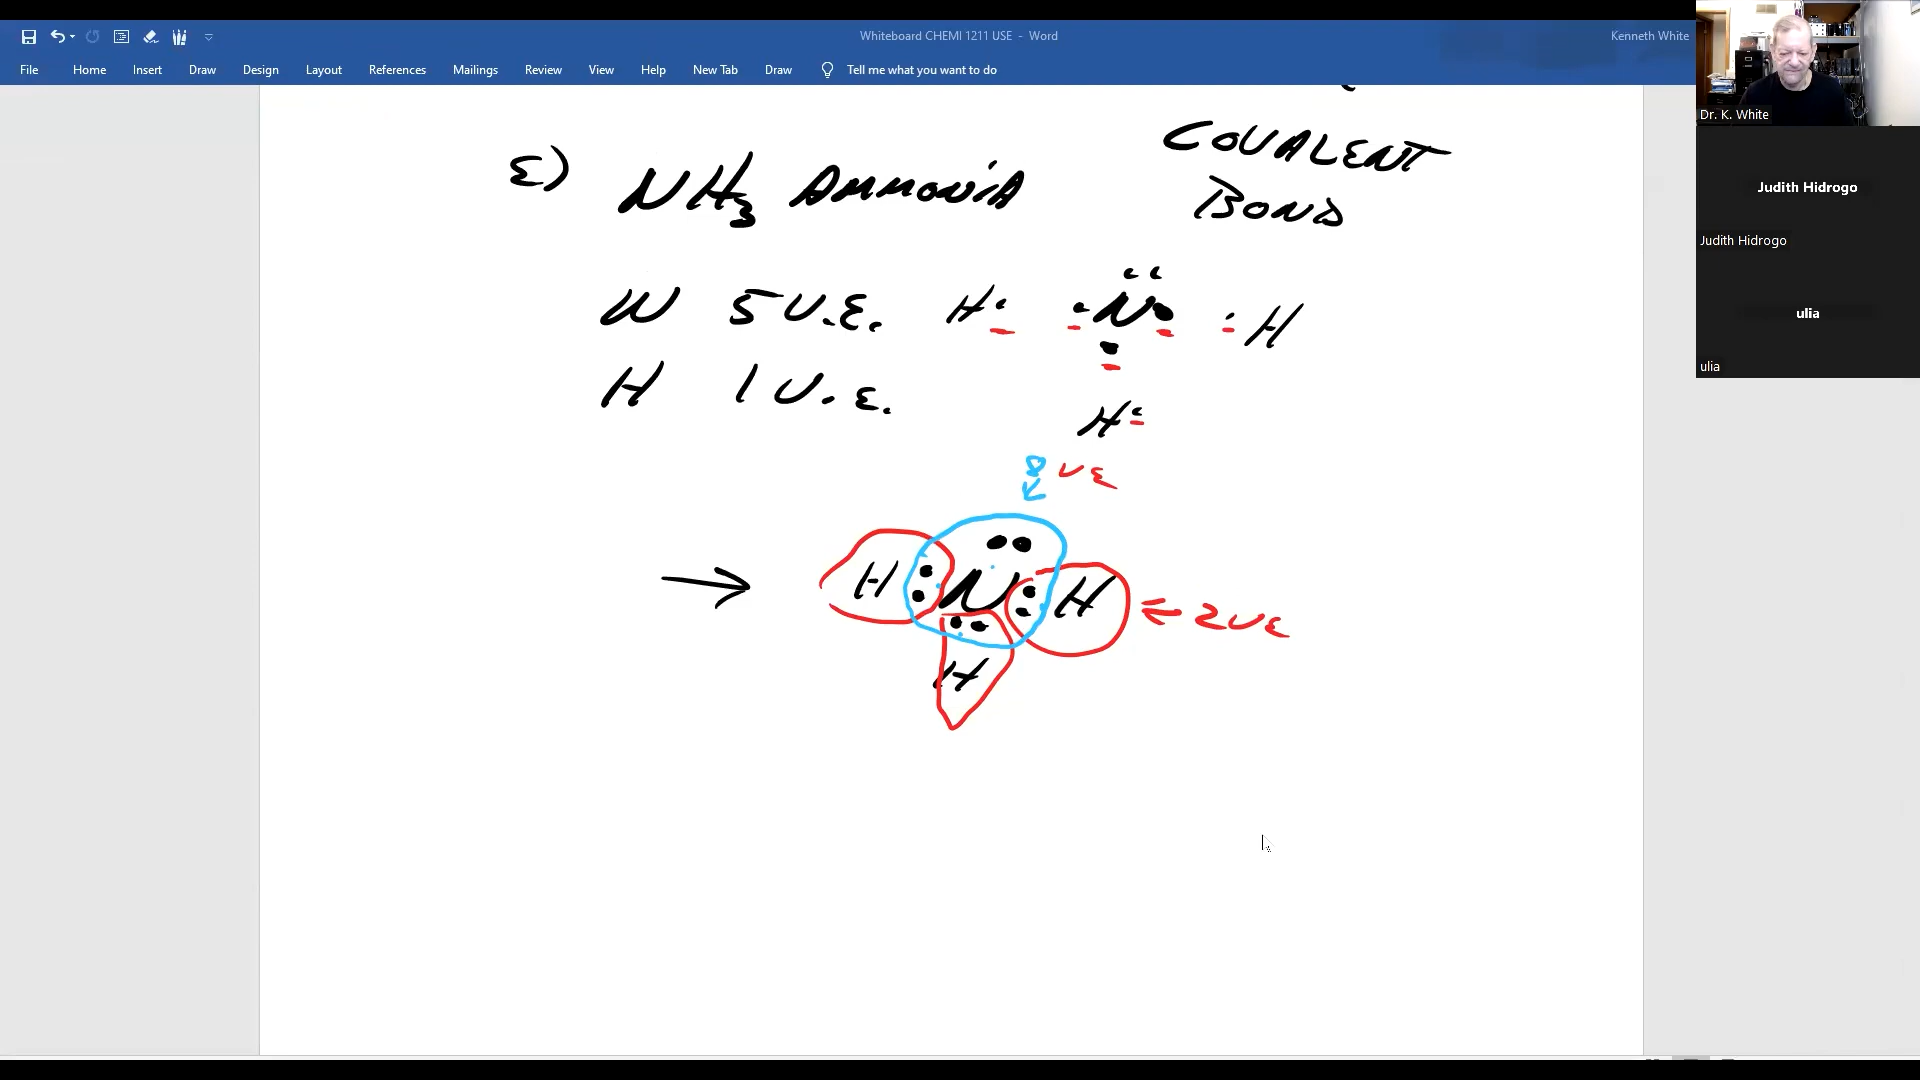 Whiteboard CHEMI 1211 USE - Word
Kenneth White
File Home Insert Draw Design Layout References Mailings Review View Help New Tab Draw Tell me what you want to do
Dr. K. White
Judith Hidrogo
Judith Hidrogo
ulia
ulia
COVALENT
BOND
ε) NH3 AMMONIA
N 5 V.E. H· ·N· ·H
H 1 V.E.
H·
8 VE
H : N : H ← 2VE
H